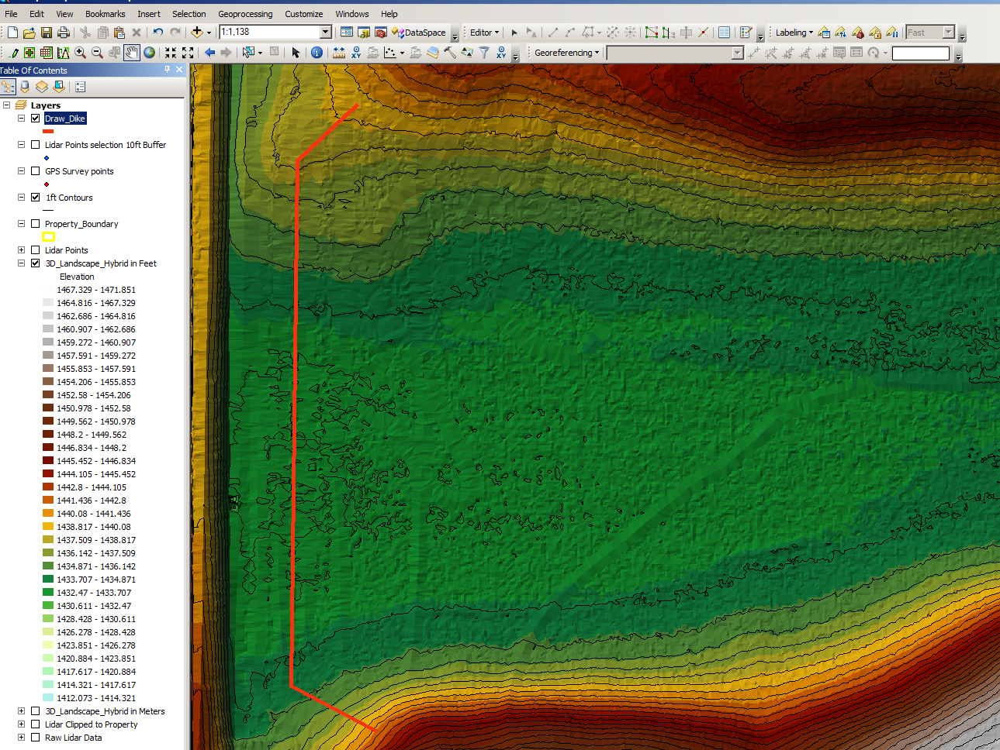 File Edit View Bookmarks Insert Selection Geoprocessing Customize Windows Help
1:1,138 DataSpace Editor Labeling Fast
Georeferencing
Table Of Contents
Layers
Draw_Dike
Lidar Points selection 10ft Buffer
GPS Survey points
1ft Contours
Property_Boundary
Lidar Points
3D_Landscape_Hybrid in Feet
Elevation
1467.329 - 1471.851
1464.816 - 1467.329
1462.686 - 1464.816
1460.907 - 1462.686
1459.272 - 1460.907
1457.591 - 1459.272
1455.853 - 1457.591
1454.206 - 1455.853
1452.58 - 1454.206
1450.978 - 1452.58
1449.562 - 1450.978
1448.2 - 1449.562
1446.834 - 1448.2
1445.452 - 1446.834
1444.105 - 1445.452
1442.8 - 1444.105
1441.436 - 1442.8
1440.08 - 1441.436
1438.817 - 1440.08
1437.509 - 1438.817
1436.142 - 1437.509
1434.871 - 1436.142
1433.707 - 1434.871
1432.47 - 1433.707
1430.611 - 1432.47
1428.428 - 1430.611
1426.278 - 1428.428
1423.851 - 1426.278
1420.884 - 1423.851
1417.617 - 1420.884
1414.321 - 1417.617
1412.073 - 1414.321
3D_Landscape_Hybrid in Meters
Lidar Clipped to Property
Raw Lidar Data